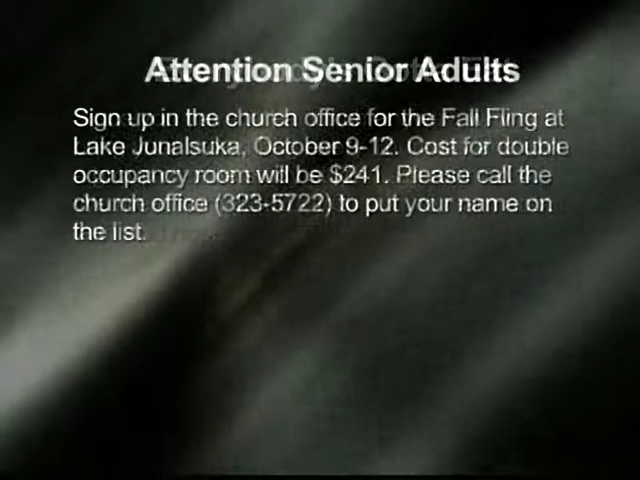 Attention Senior Adults
Sign up in the church office for the Fall Fling at
Lake Junalsuka, October 9-12. Cost for double
occupancy room will be $241. Please call the
church office (323-5722) to put your name on
the list.